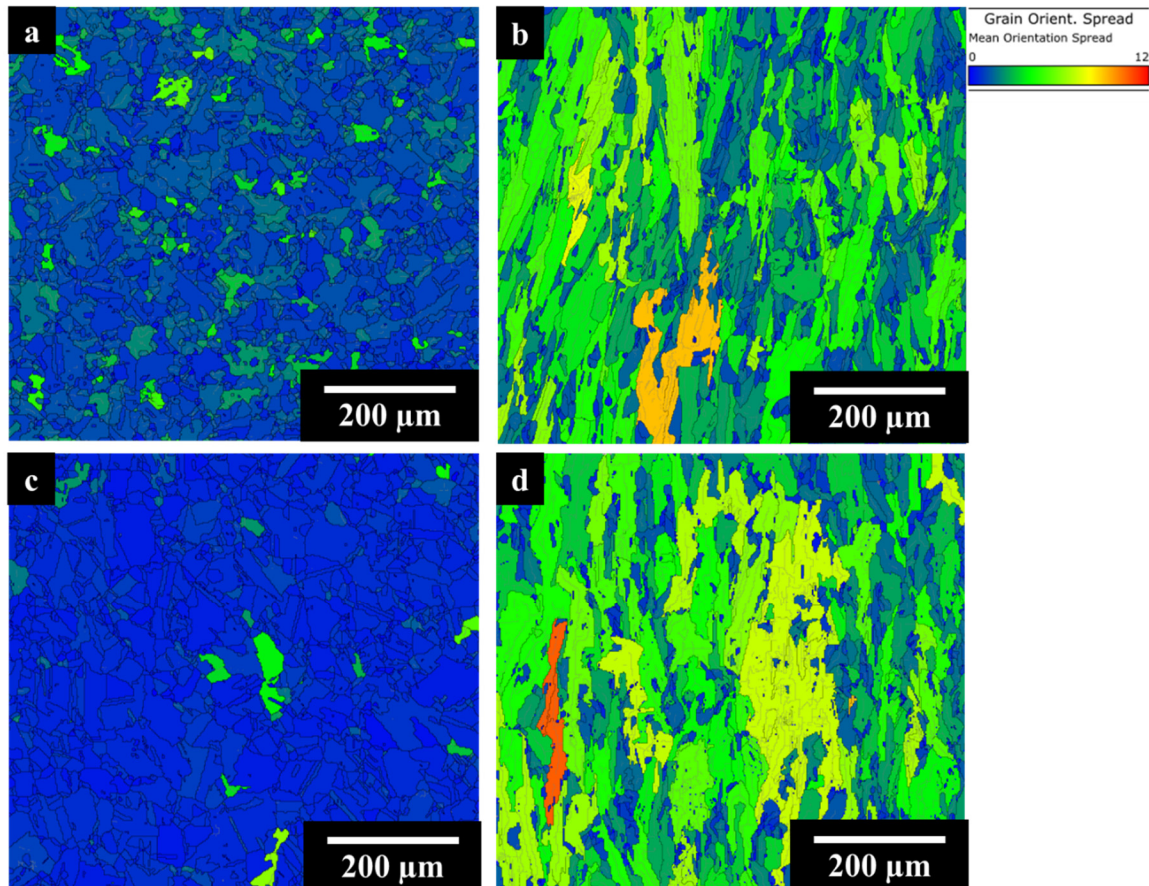 a
b
Grain Orient. Spread
Mean Orientation Spread
0 12
200 µm
200 µm
c
d
200 µm
200 µm